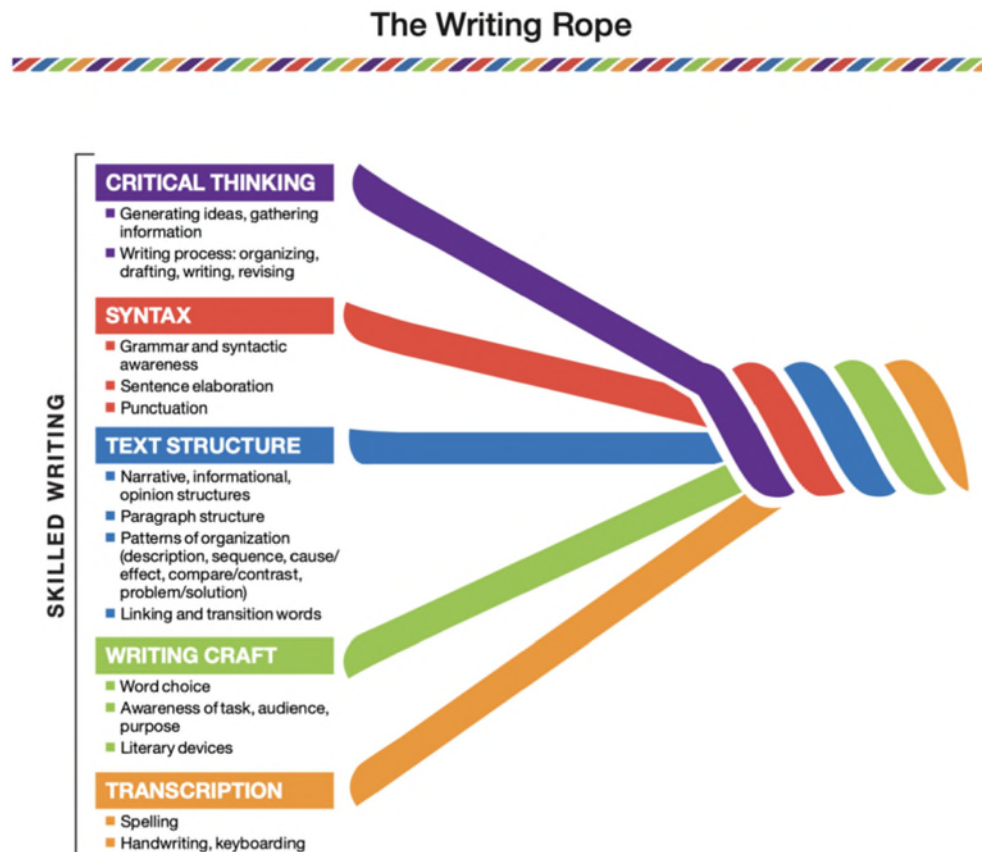 The Writing Rope
SKILLED WRITING
CRITICAL THINKING
Generating ideas, gathering
information
Writing process: organizing,
drafting, writing, revising
SYNTAX
Grammar and syntactic
awareness
Sentence elaboration
Punctuation
TEXT STRUCTURE
Narrative, informational,
opinion structures
Paragraph structure
Patterns of organization
(description, sequence, cause/
effect, compare/contrast,
problem/solution)
Linking and transition words
WRITING CRAFT
Word choice
Awareness of task, audience,
purpose
Literary devices
TRANSCRIPTION
Spelling
Handwriting, keyboarding